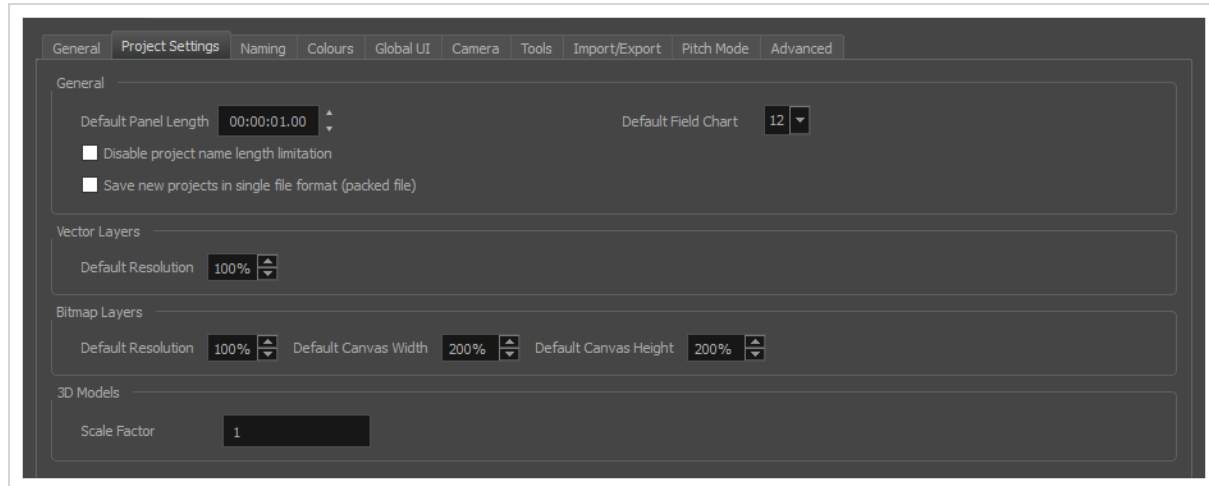 General Project Settings Naming Colours Global UI Camera Tools Import/Export Pitch Mode Advanced
General
Default Panel Length 00:00:01.00 Default Field Chart 12
Disable project name length limitation
Save new projects in single file format (packed file)
Vector Layers
Default Resolution 100%
Bitmap Layers
Default Resolution 100% Default Canvas Width 200% Default Canvas Height 200%
3D Models
Scale Factor 1